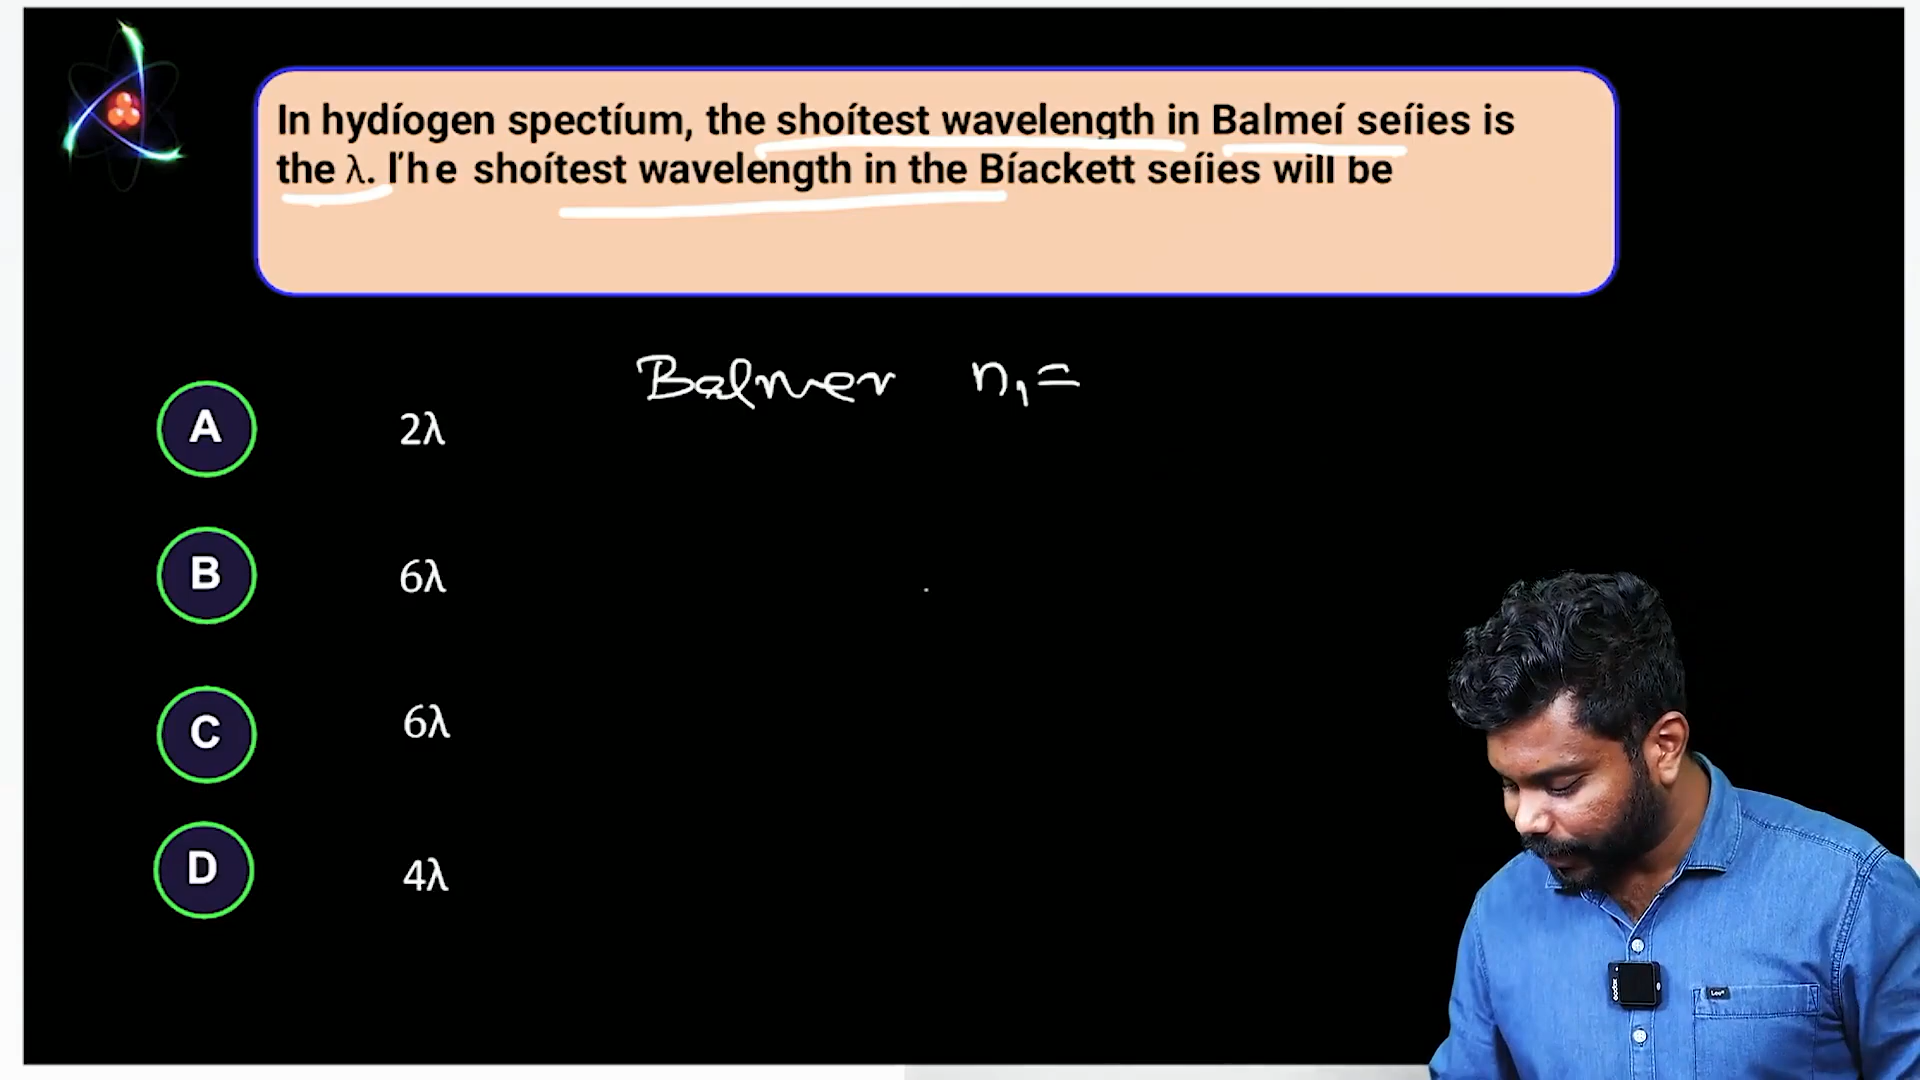 In hydíogen spectíum, the shoítest wavelength in Balmeí seíies is
the λ. ľhe shoítest wavelength in the Bíackett seíies will be
Balmer n₁=
A 2λ
B 6λ
C 6λ
D 4λ